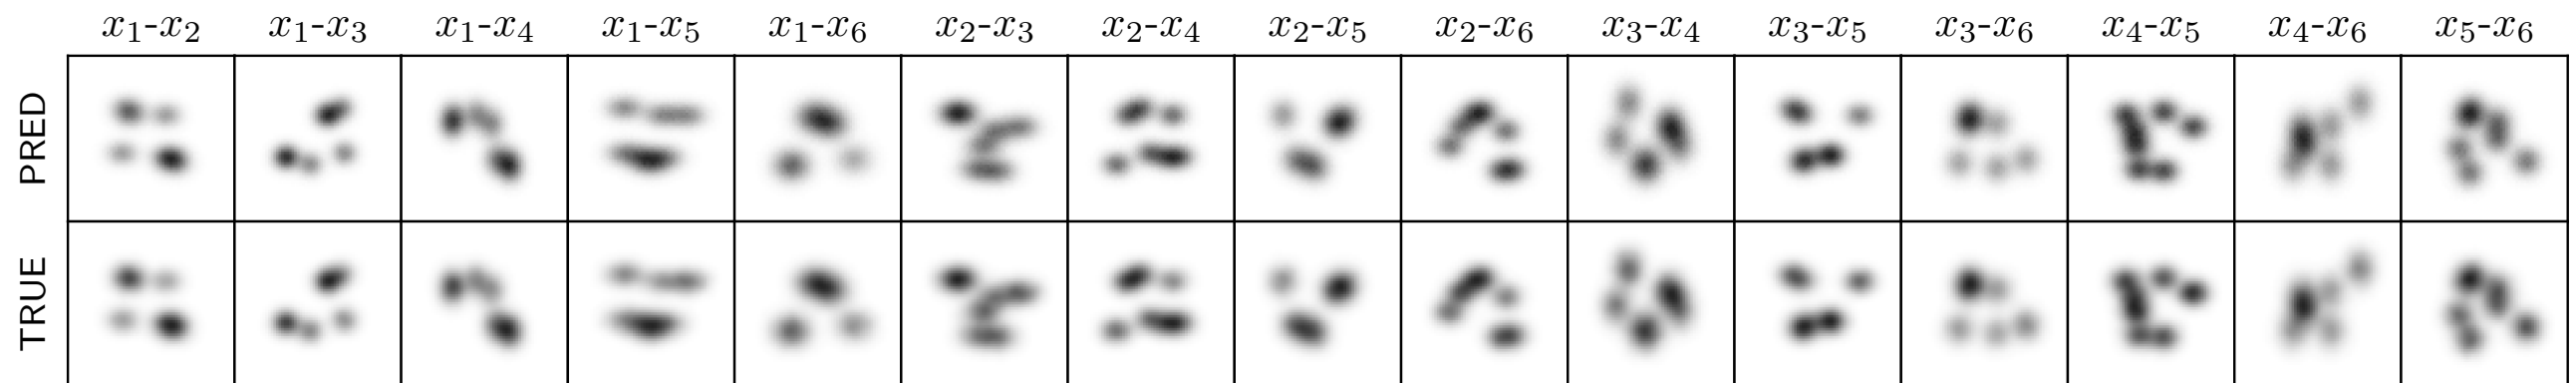 x₁-x₂ x₁-x₃ x₁-x₄ x₁-x₅ x₁-x₆ x₂-x₃ x₂-x₄ x₂-x₅ x₂-x₆ x₃-x₄ x₃-x₅ x₃-x₆ x₄-x₅ x₄-x₆ x₅-x₆
PRED
TRUE